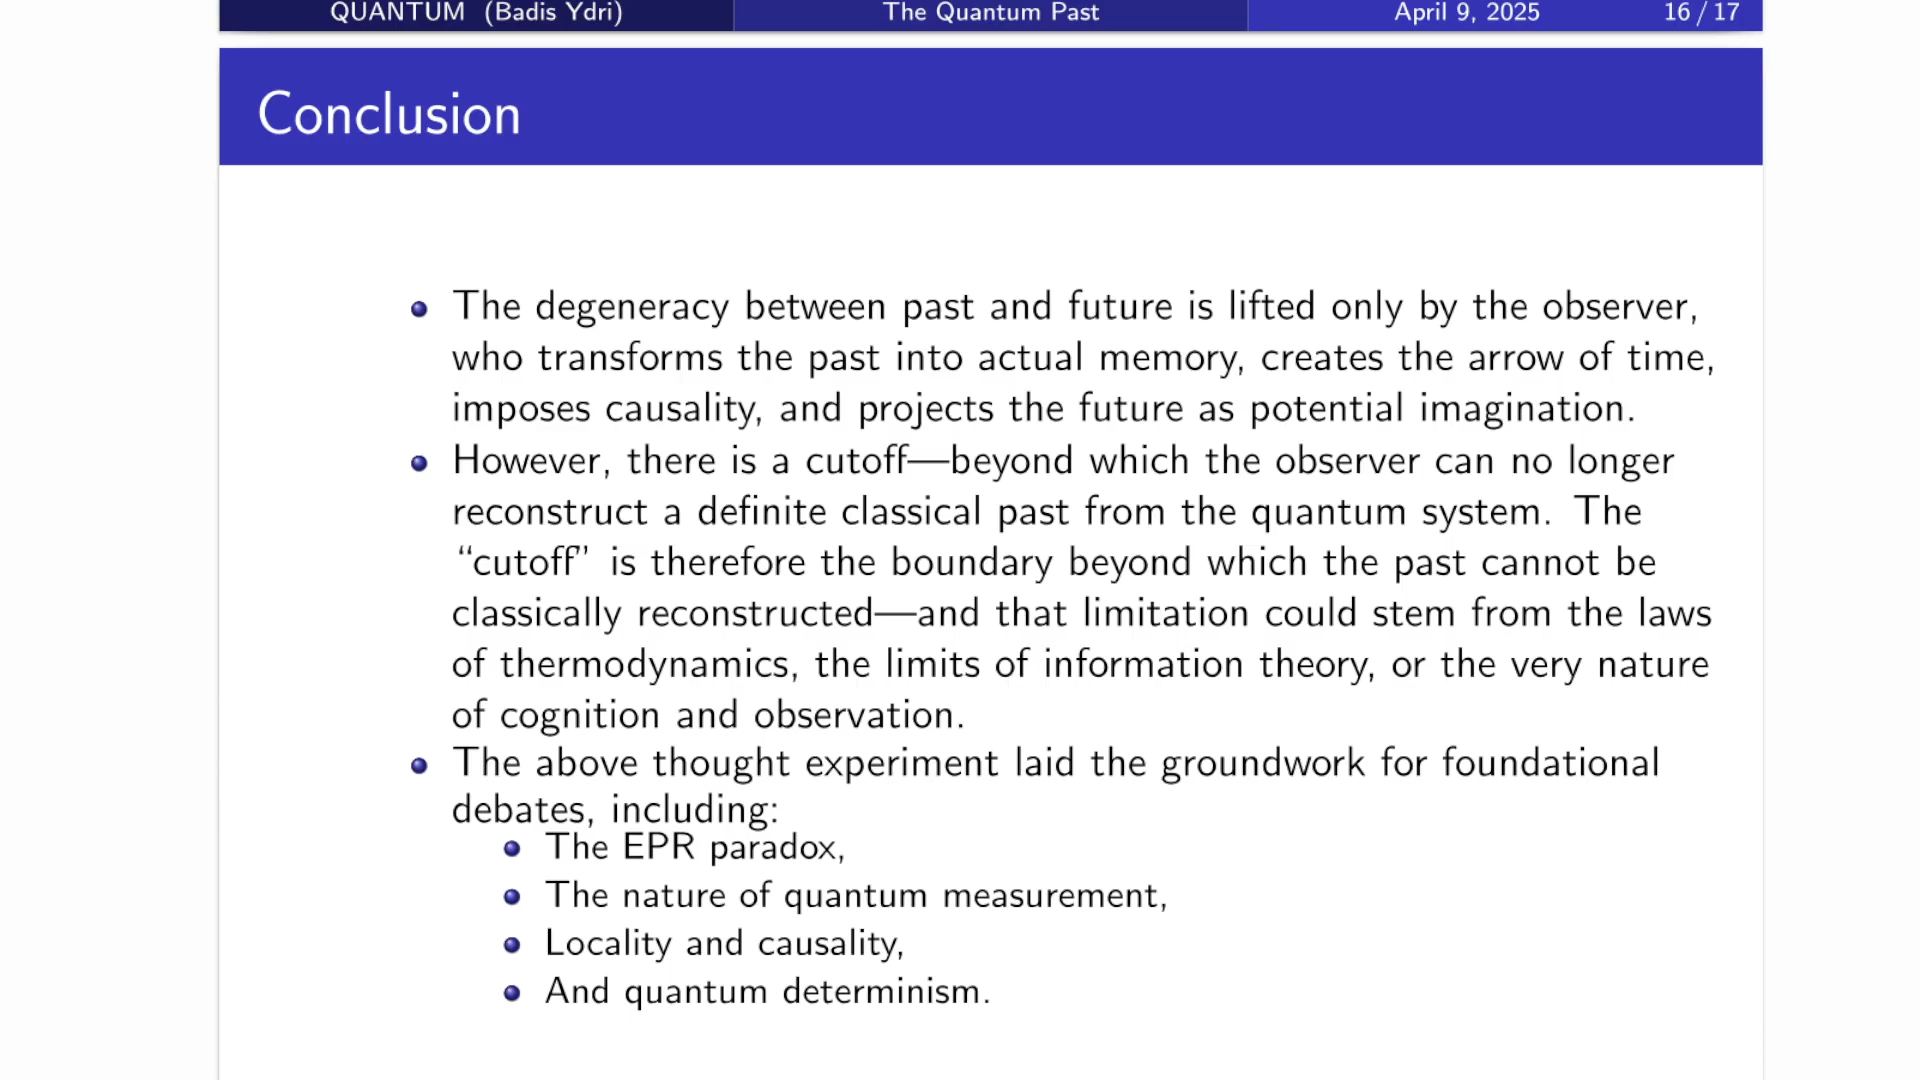 QUANTUM (Badis Ydri) The Quantum Past April 9, 2025 16 / 17
Conclusion
The degeneracy between past and future is lifted only by the observer,
who transforms the past into actual memory, creates the arrow of time,
imposes causality, and projects the future as potential imagination.
However, there is a cutoff—beyond which the observer can no longer
reconstruct a definite classical past from the quantum system. The
“cutoff” is therefore the boundary beyond which the past cannot be
classically reconstructed—and that limitation could stem from the laws
of thermodynamics, the limits of information theory, or the very nature
of cognition and observation.
The above thought experiment laid the groundwork for foundational
debates, including:
The EPR paradox,
The nature of quantum measurement,
Locality and causality,
And quantum determinism.